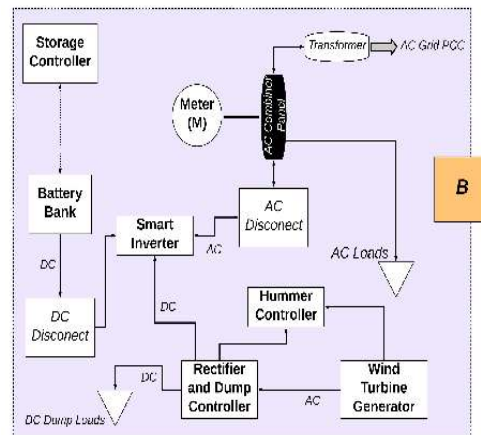 Storage
Controller
Transformer
AC Grid PCC
Meter
(M)
AC Combiner
Panel
Battery
Bank
AC
Disconect
B
Smart
Inverter
AC
AC Loads
DC
DC
Disconect
DC
Hummer
Controller
Rectifier
and Dump
Controller
Wind
Turbine
Generator
DC
AC
DC Dump Loads